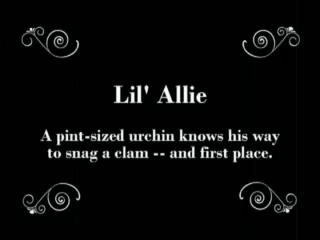 Lil' Allie
A pint-sized urchin knows his way
to snag a clam -- and first place.